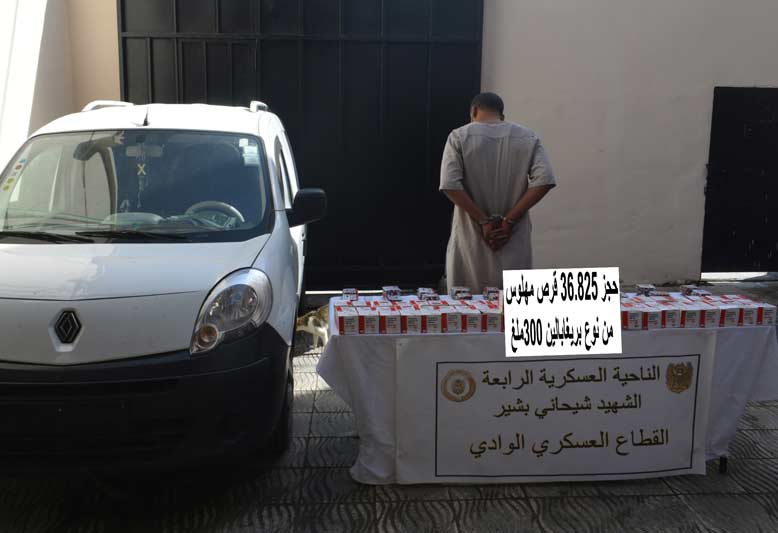 حجز 36.825 قرص مهلوس
من نوع بريغابالين 300ملغ
الناحية العسكرية الرابعة
الشهيد شيحاني بشير
القطاع العسكري الوادي